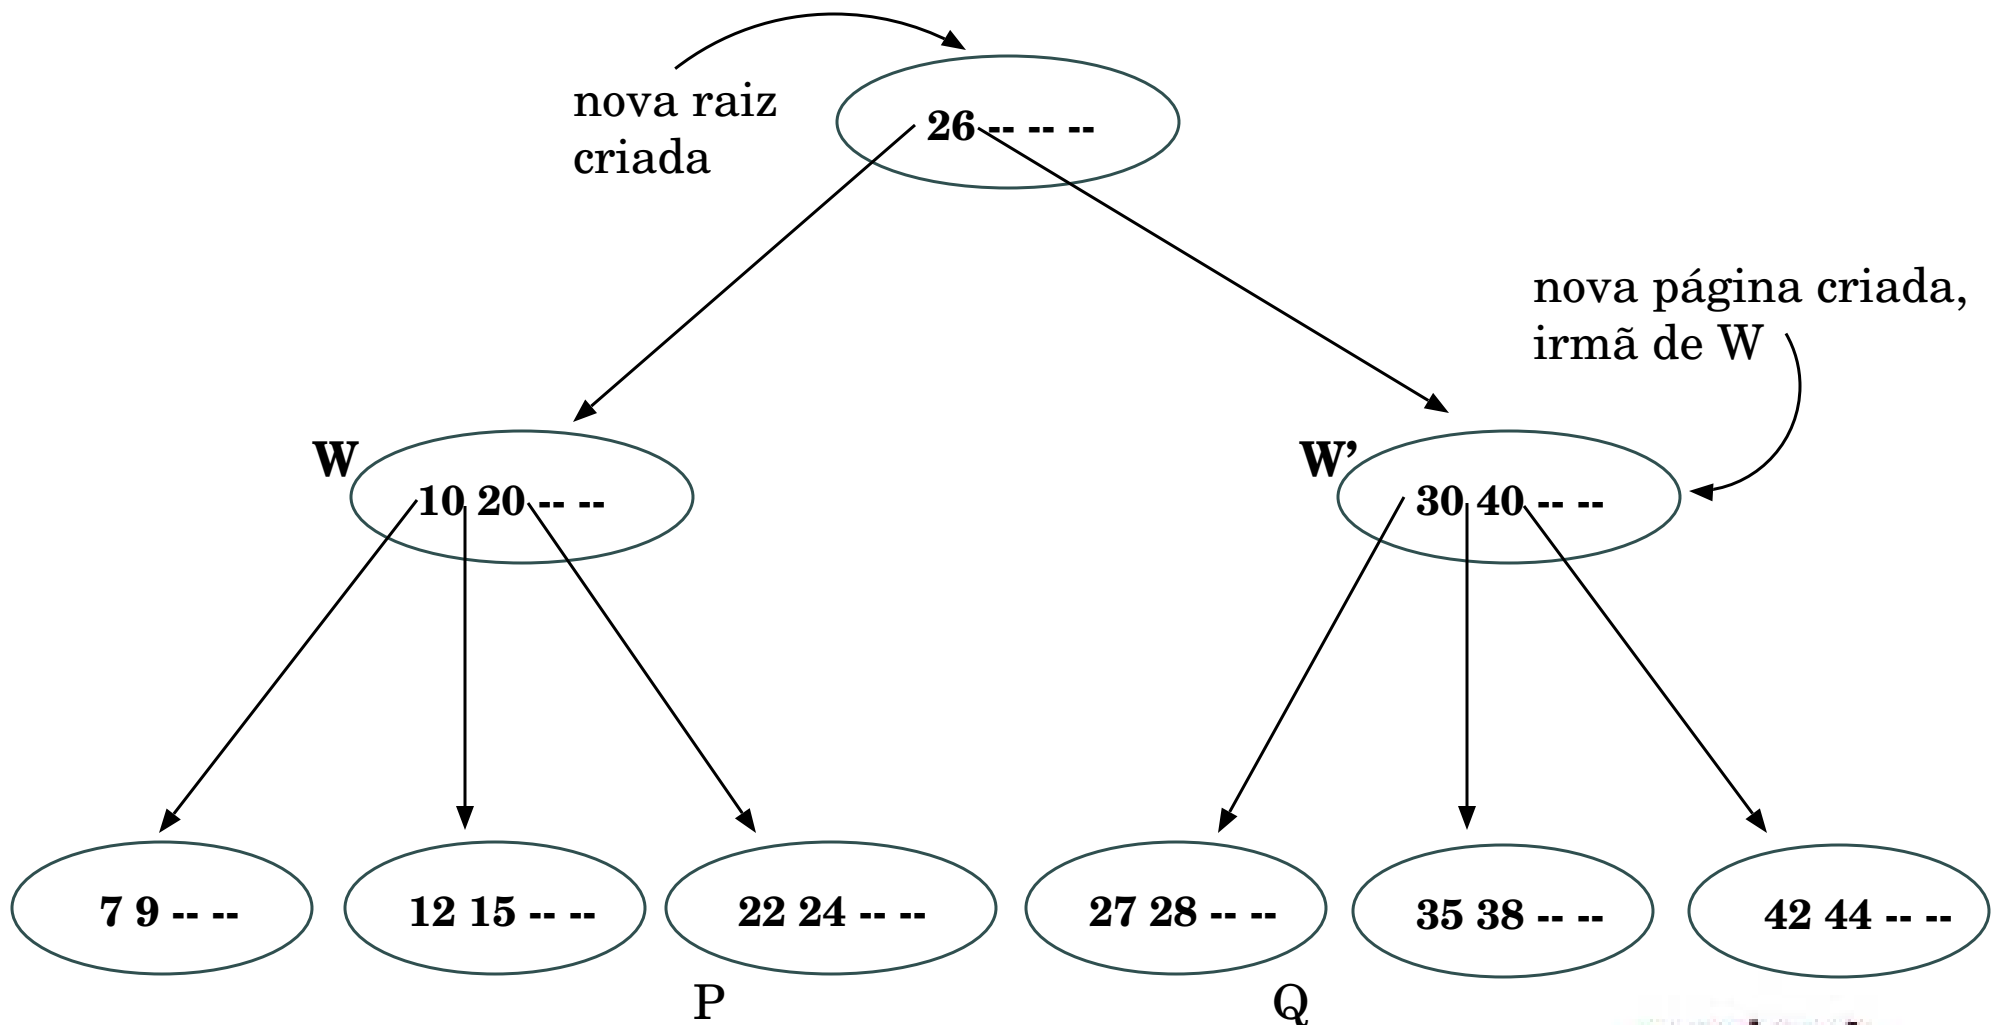 nova raiz
criada
26 -- -- --
nova página criada,
irmã de W
W
10 20 -- --
W’
30 40 -- --
7 9 -- --
12 15 -- --
22 24 -- --
27 28 -- --
35 38 -- --
42 44 -- --
P
Q